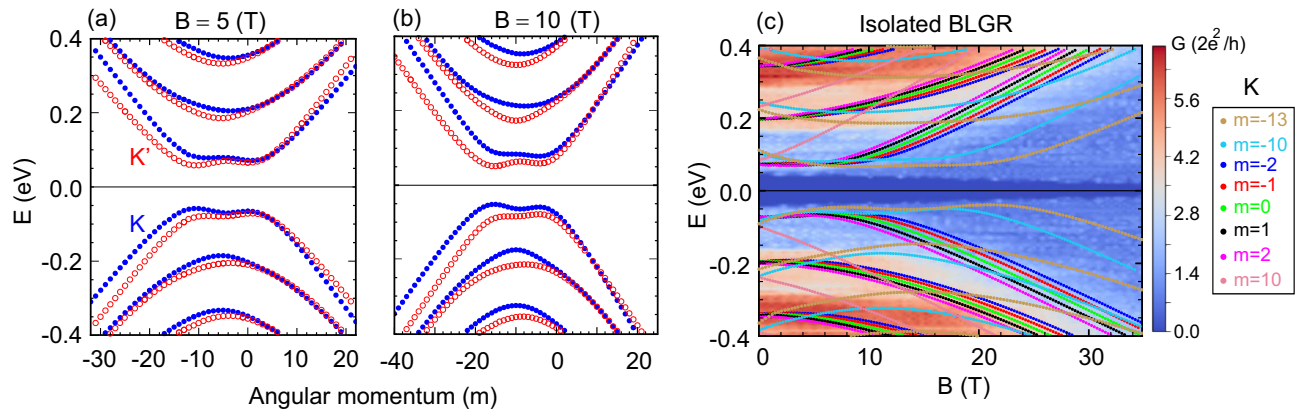 (a) B = 5 (T)
(b) B = 10 (T)
(c) Isolated BLGR
G (2e²/h)
E (eV)
0.4
0.2
0.0
-0.2
-0.4
K'
K
-30 -20 -10 0 10 20
-40 -20 0 20
Angular momentum (m)
E (eV)
0.4
0.2
0
-0.2
-0.4
0 10 20 30
B (T)
5.6
4.2
2.8
1.4
0.0
K
m=-13
m=-10
m=-2
m=-1
m=0
m=1
m=2
m=10